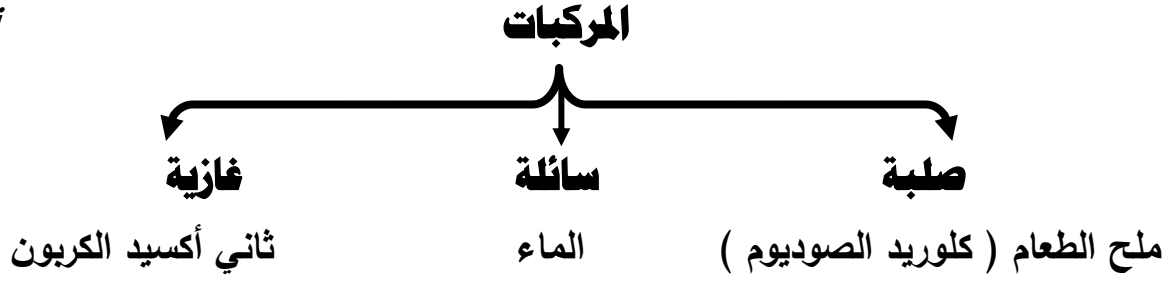 المركبات
صلبة سائلة غازية
ملح الطعام ( كلوريد الصوديوم ) الماء ثاني أكسيد الكربون